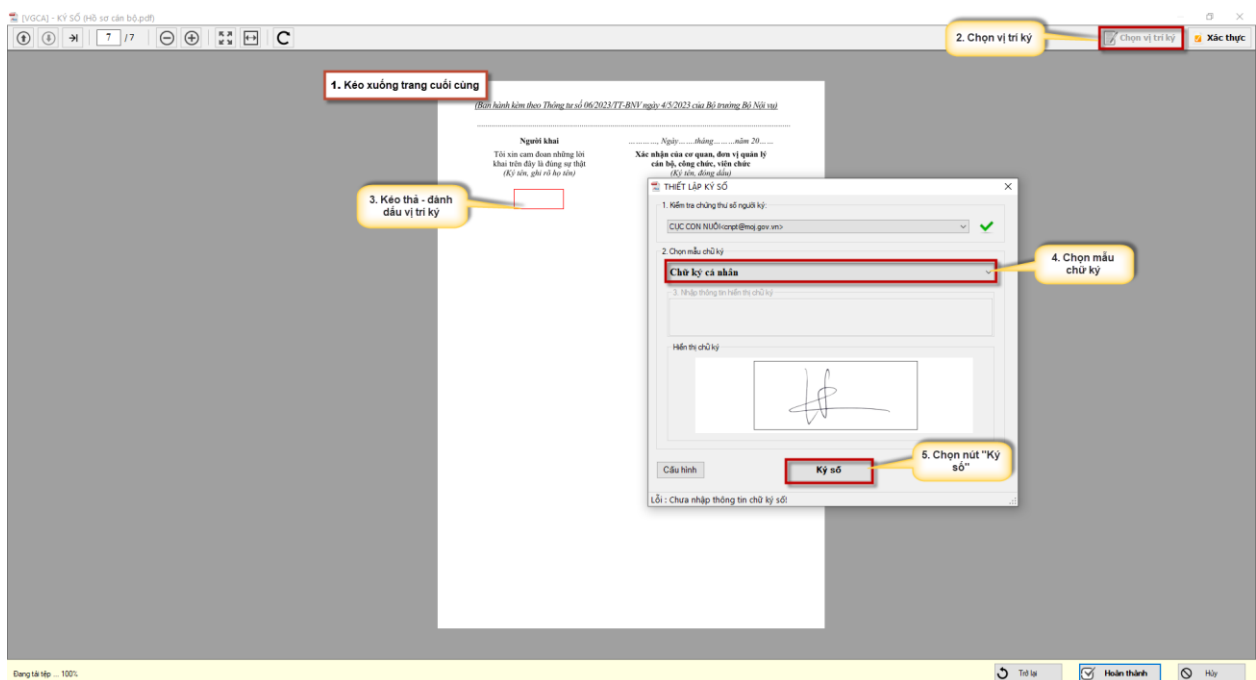 [VGCA] - KÝ SỐ (Hồ sơ cán bộ.pdf)
7 /7
2. Chọn vị trí ký
Chọn vị trí ký
Xác thực
1. Kéo xuống trang cuối cùng
(Ban hành kèm theo Thông tư số 06/2023/TT-BNV ngày 4/5/2023 của Bộ trưởng Bộ Nội vụ)
Người khai
Tôi xin cam đoan những lời
khai trên đây là đúng sự thật
(Ký tên, ghi rõ họ tên)
............, Ngày.......tháng.........năm 20......
Xác nhận của cơ quan, đơn vị quản lý
cán bộ, công chức, viên chức
(Ký tên, đóng dấu)
3. Kéo thả - đánh
dấu vị trí ký
THIẾT LẬP KÝ SỐ
1. Kiểm tra chứng thư số người ký:
CỤC CON NUÔI<cnpt@moj.gov.vn>
2. Chọn mẫu chữ ký
Chữ ký cá nhân
4. Chọn mẫu
chữ ký
3. Nhập thông tin hiển thị chữ ký
Hiển thị chữ ký
5. Chọn nút "Ký
số"
Cấu hình
Ký số
Lỗi : Chưa nhập thông tin chữ ký số!
Đang tải tệp ... 100%
Trở lại
Hoàn thành
Hủy